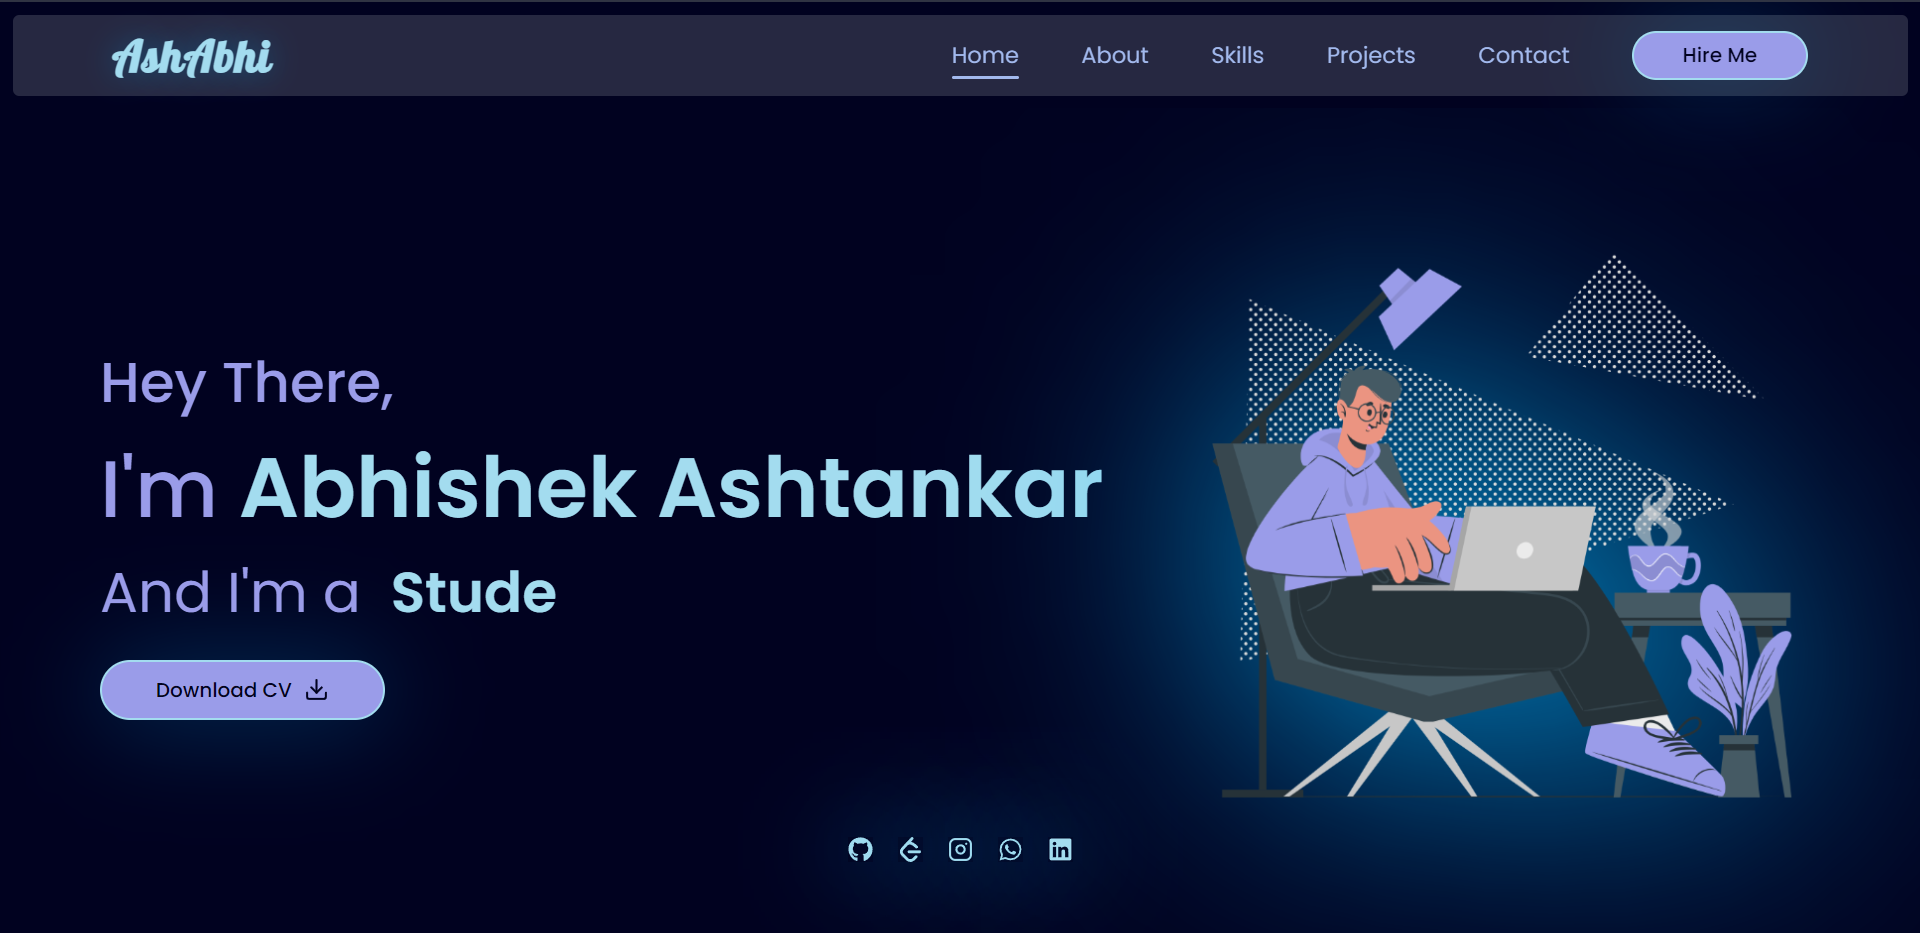 AshAbhi
Home About Skills Projects Contact Hire Me
Hey There,
I'm Abhishek Ashtankar
And I'm a Stude
Download CV